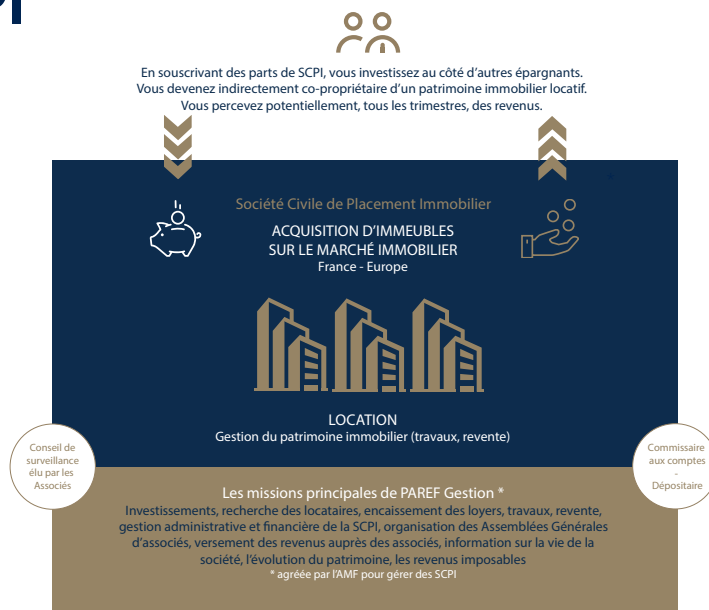 PI
En souscrivant des parts de SCPI, vous investissez au côté d'autres épargnants.
Vous devenez indirectement co-propriétaire d'un patrimoine immobilier locatif.
Vous percevez potentiellement, tous les trimestres, des revenus.
Société Civile de Placement Immobilier
ACQUISITION D'IMMEUBLES
SUR LE MARCHÉ IMMOBILIER
France - Europe
LOCATION
Gestion du patrimoine immobilier (travaux, revente)
Conseil de
surveillance
élu par les
Associés
Commissaire
aux comptes
-
Dépositaire
Les missions principales de PAREF Gestion *
Investissements, recherche des locataires, encaissement des loyers, travaux, revente,
gestion administrative et financière de la SCPI, organisation des Assemblées Générales
d'associés, versement des revenus auprès des associés, information sur la vie de la
société, l'évolution du patrimoine, les revenus imposables
* agréée par l'AMF pour gérer des SCPI